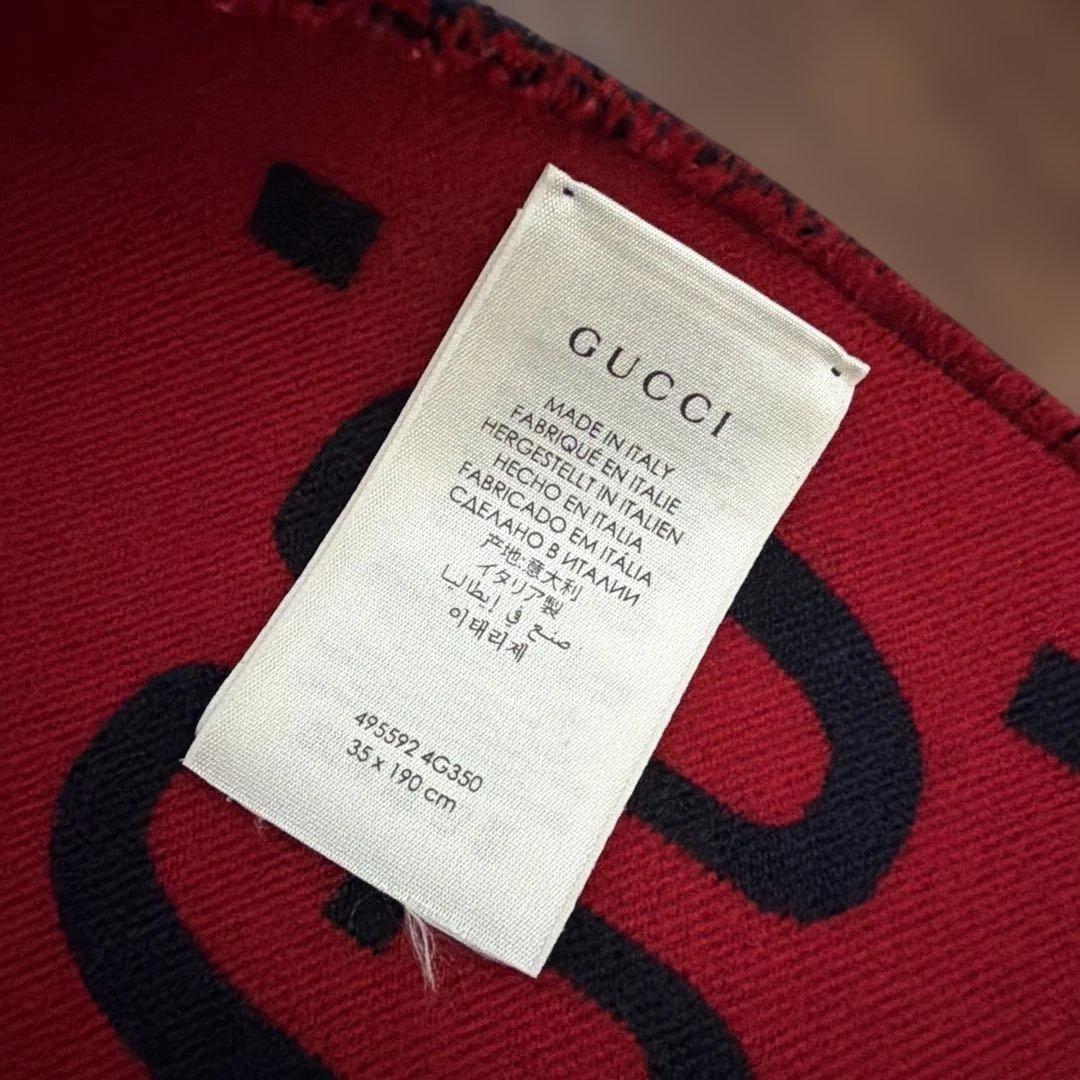 GUCCI
MADE IN ITALY
FABRIQUÉ EN ITALIE
HERGESTELLT IN ITALIEN
HECHO EN ITALIA
FABRICADO EM ITÁLIA
СДЕЛАНО В ИТАЛИИ
产地:意大利
イタリア製
صنع في إيطاليا
이태리제
495592 4G350
35 x 190 cm